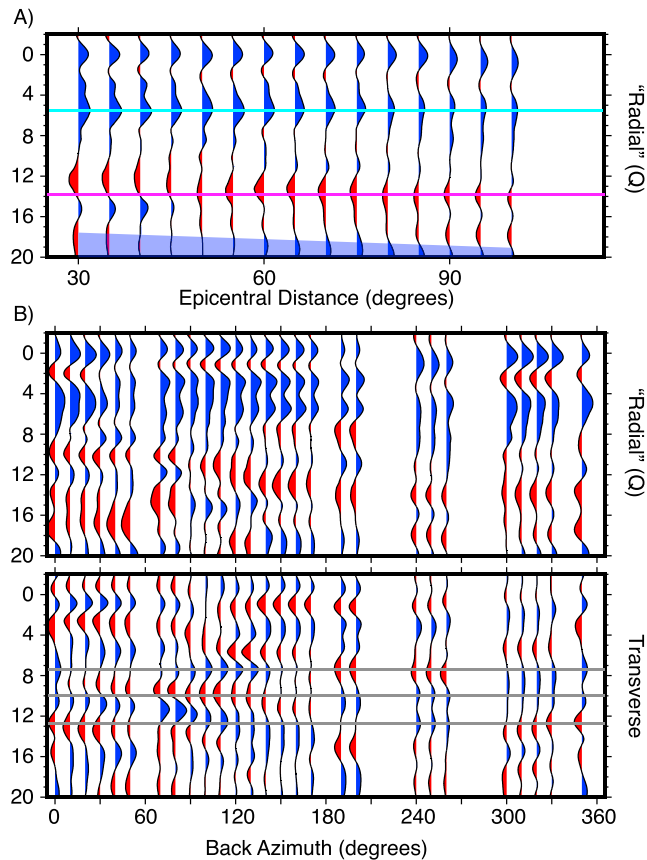 A)
0
4
8
12
16
20
30 60 90
Epicentral Distance (degrees)
“Radial” (Q)
B)
0
4
8
12
16
20
“Radial” (Q)
0
4
8
12
16
20
Transverse
0 60 120 180 240 300 360
Back Azimuth (degrees)